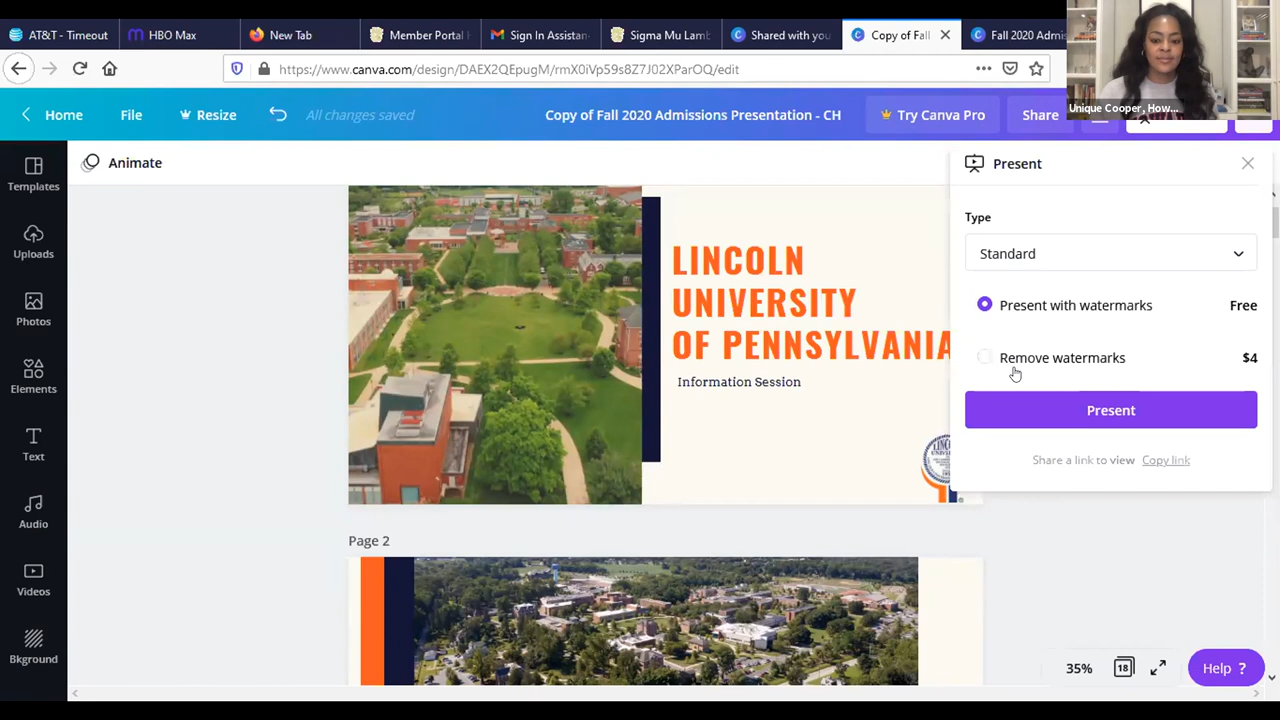 AT&T - Timeout
HBO Max
New Tab
Member Portal
Sign In Assistan
Sigma Mu Lamb
Shared with you
Copy of Fall
Fall 2020 Admis
https://www.canva.com/design/DAEX2QEpugM/rmX0iVp59s8Z7J02XParOQ/edit
Unique Cooper, How...
Home
File
Resize
All changes saved
Copy of Fall 2020 Admissions Presentation - CH
Try Canva Pro
Share
Templates
Uploads
Photos
Elements
Text
Audio
Videos
Bkground
Animate
LINCOLN
UNIVERSITY
OF PENNSYLVANIA
Information Session
Page 2
Present
Type
Standard
Present with watermarks Free
Remove watermarks $4
Present
Share a link to view Copy link
35%
18
Help ?